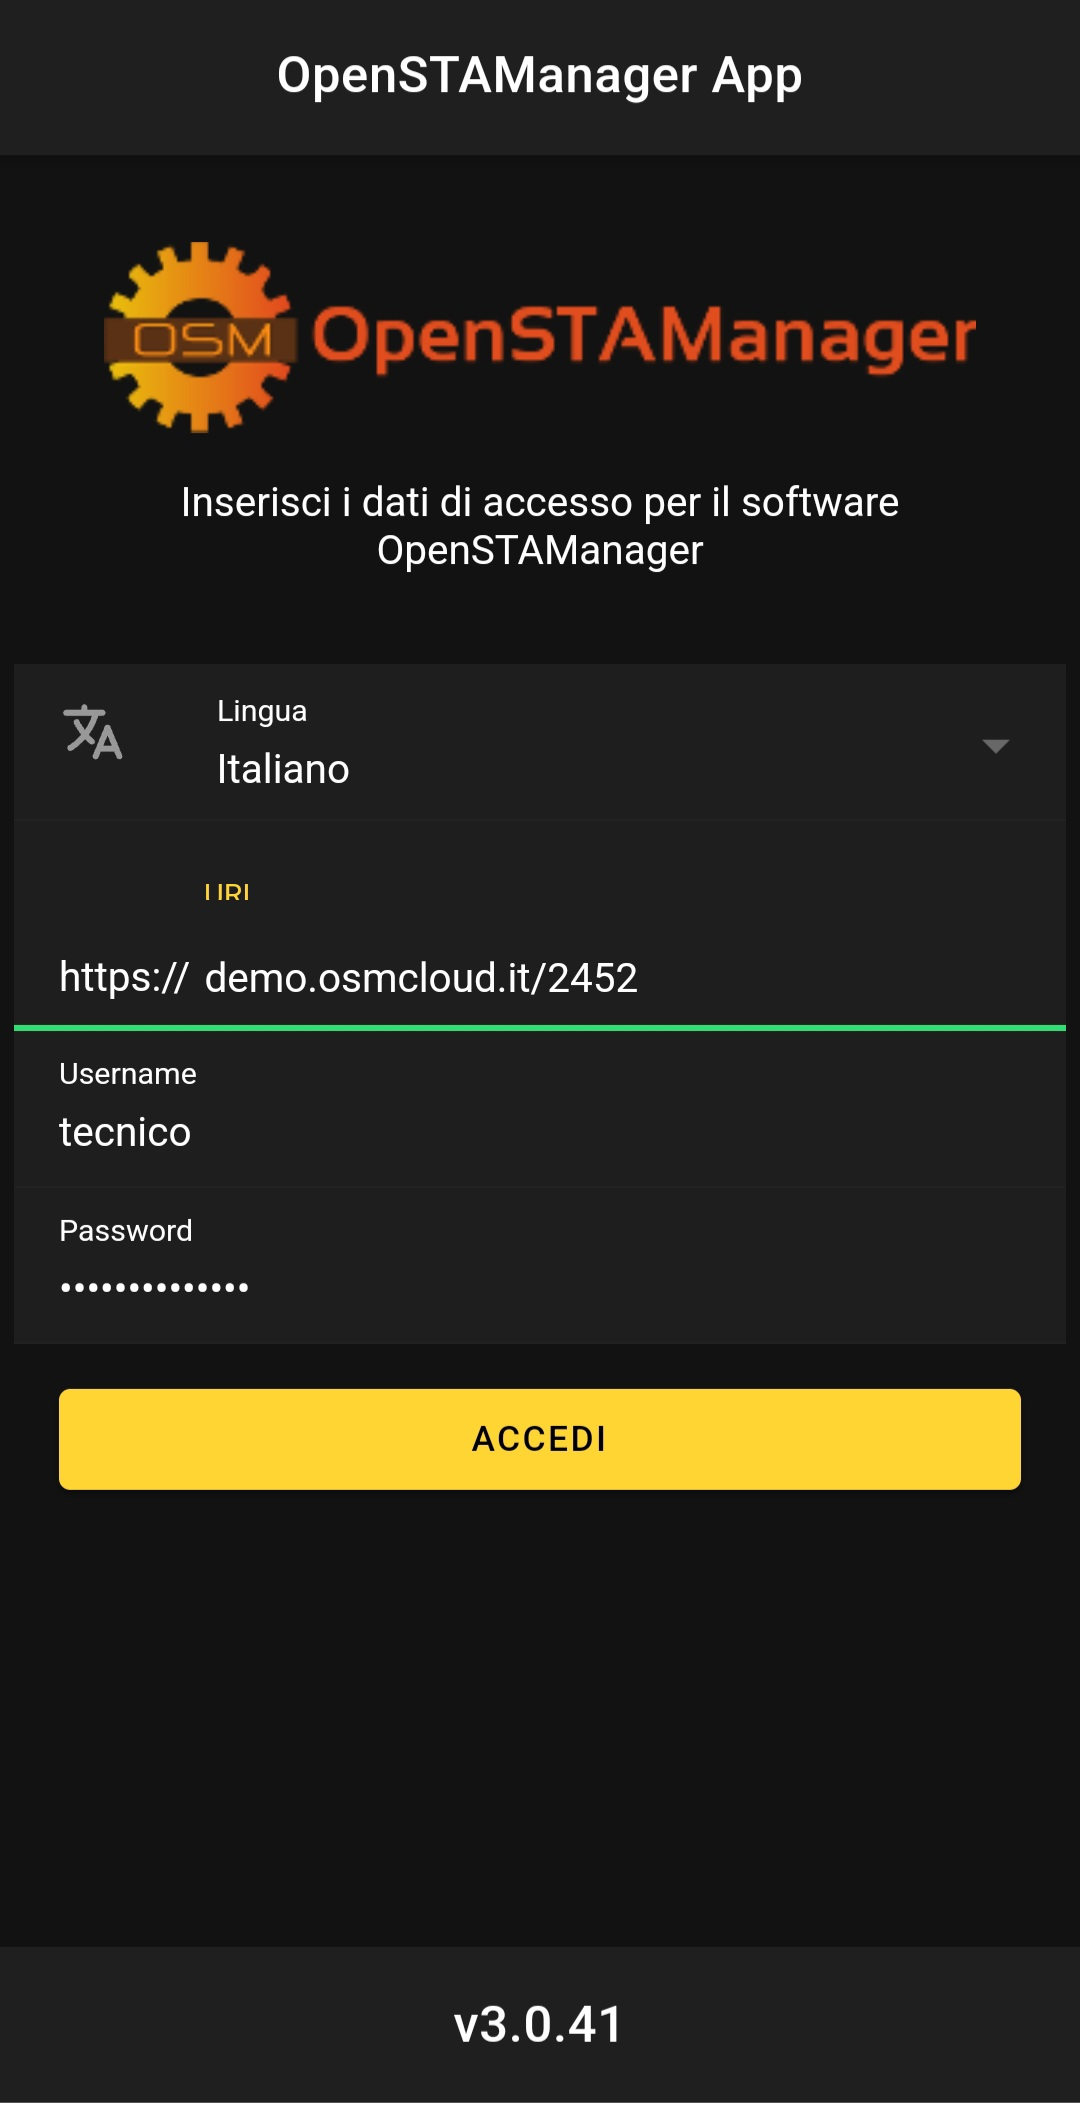 OpenSTAManager App
OSM OpenSTAManager
Inserisci i dati di accesso per il software
OpenSTAManager
Lingua
Italiano
https:// demo.osmcloud.it/2452
Username
tecnico
Password
••••••••••••••
ACCEDI
v3.0.41